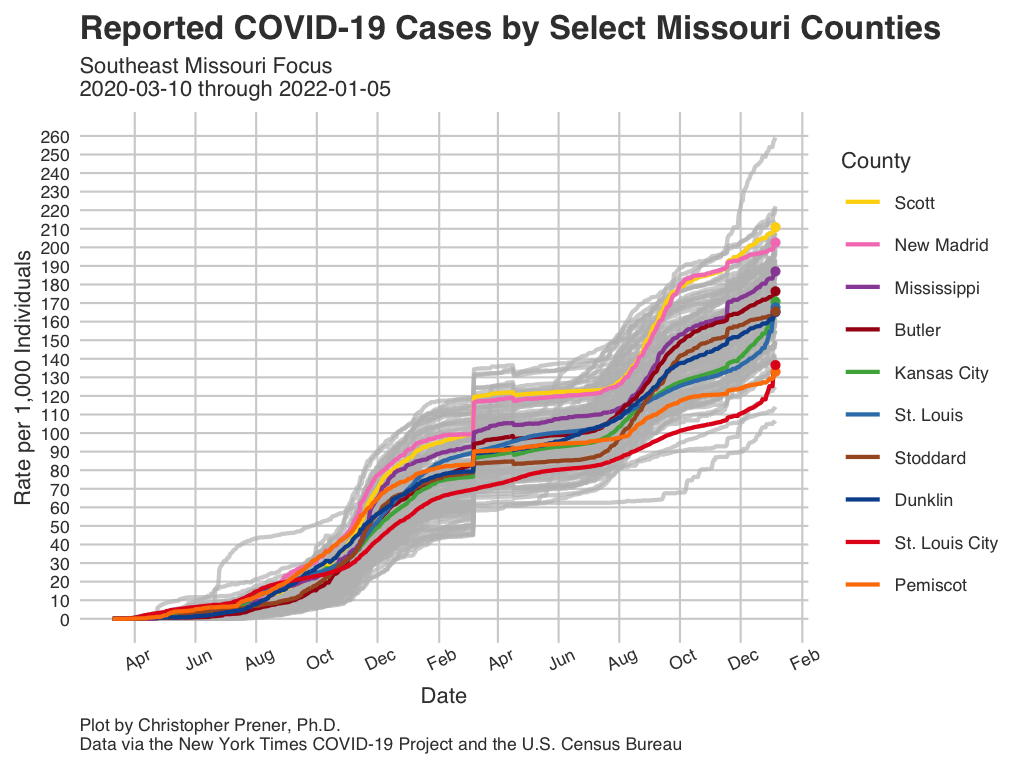 Reported COVID-19 Cases by Select Missouri Counties
Southeast Missouri Focus
2020-03-10 through 2022-01-05
Rate per 1,000 Individuals
260
250
240
230
220
210
200
190
180
170
160
150
140
130
120
110
100
90
80
70
60
50
40
30
20
10
0
Apr Jun Aug Oct Dec Feb Apr Jun Aug Oct Dec Feb
Date
County
Scott
New Madrid
Mississippi
Butler
Kansas City
St. Louis
Stoddard
Dunklin
St. Louis City
Pemiscot
Plot by Christopher Prener, Ph.D.
Data via the New York Times COVID-19 Project and the U.S. Census Bureau